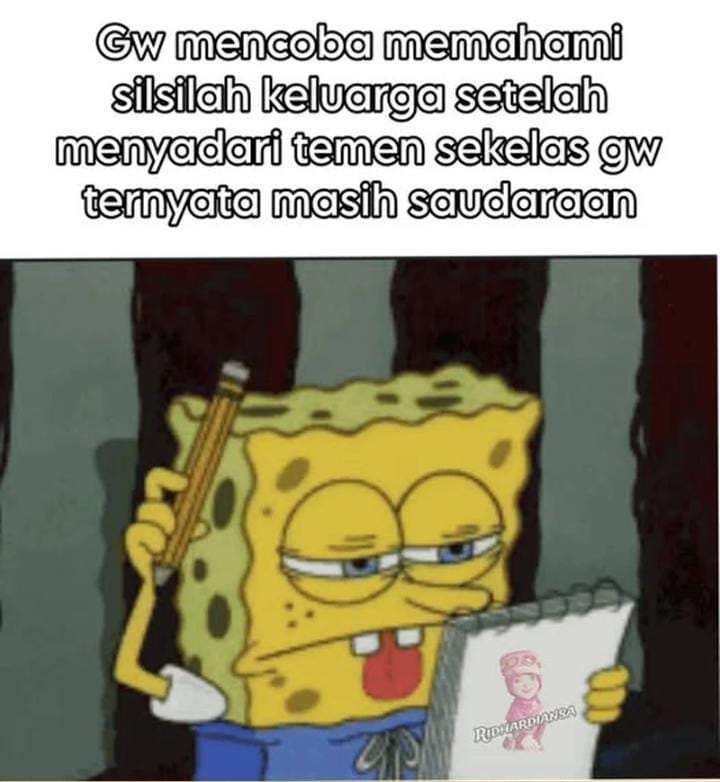 Gw mencoba memahami
silsilah keluarga setelah
menyadari temen sekelas gw
ternyata masih saudaraan
RIDHARDIANSA